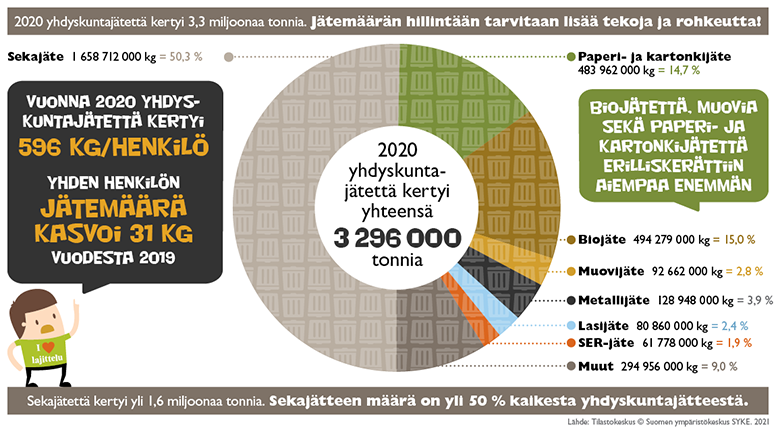 2020 yhdyskuntajätettä kertyi 3,3 miljoonaa tonnia. Jätemäärän hillintään tarvitaan lisää tekoja ja rohkeutta!
Sekajäte 1 658 712 000 kg = 50,3 %
VUONNA 2020 YHDYS-
KUNTAJÄTETTÄ KERTYI
596 KG/HENKILÖ
YHDEN HENKILÖN
JÄTEMÄÄRÄ
KASVOI 31 KG
VUODESTA 2019
I ♥
lajittelu
2020
yhdyskunta-
jätettä kertyi
yhteensä
3 296 000
tonnia
Paperi- ja kartonkijäte
483 962 000 kg = 14,7 %
BIOJÄTETTÄ, MUOVIA
SEKÄ PAPERI- JA
KARTONKIJÄTETTÄ
ERILLISKERÄTTIIN
AIEMPAA ENEMMÄN
Biojäte 494 279 000 kg = 15,0 %
Muovijäte 92 662 000 kg = 2,8 %
Metallijäte 128 948 000 kg = 3,9 %
Lasijäte 80 860 000 kg = 2,4 %
SER-jäte 61 778 000 kg = 1,9 %
Muut 294 956 000 kg = 9,0 %
Sekajätettä kertyi yli 1,6 miljoonaa tonnia. Sekajätteen määrä on yli 50 % kaikesta yhdyskuntajätteestä.
Lähde: Tilastokeskus © Suomen ympäristökeskus SYKE. 2021